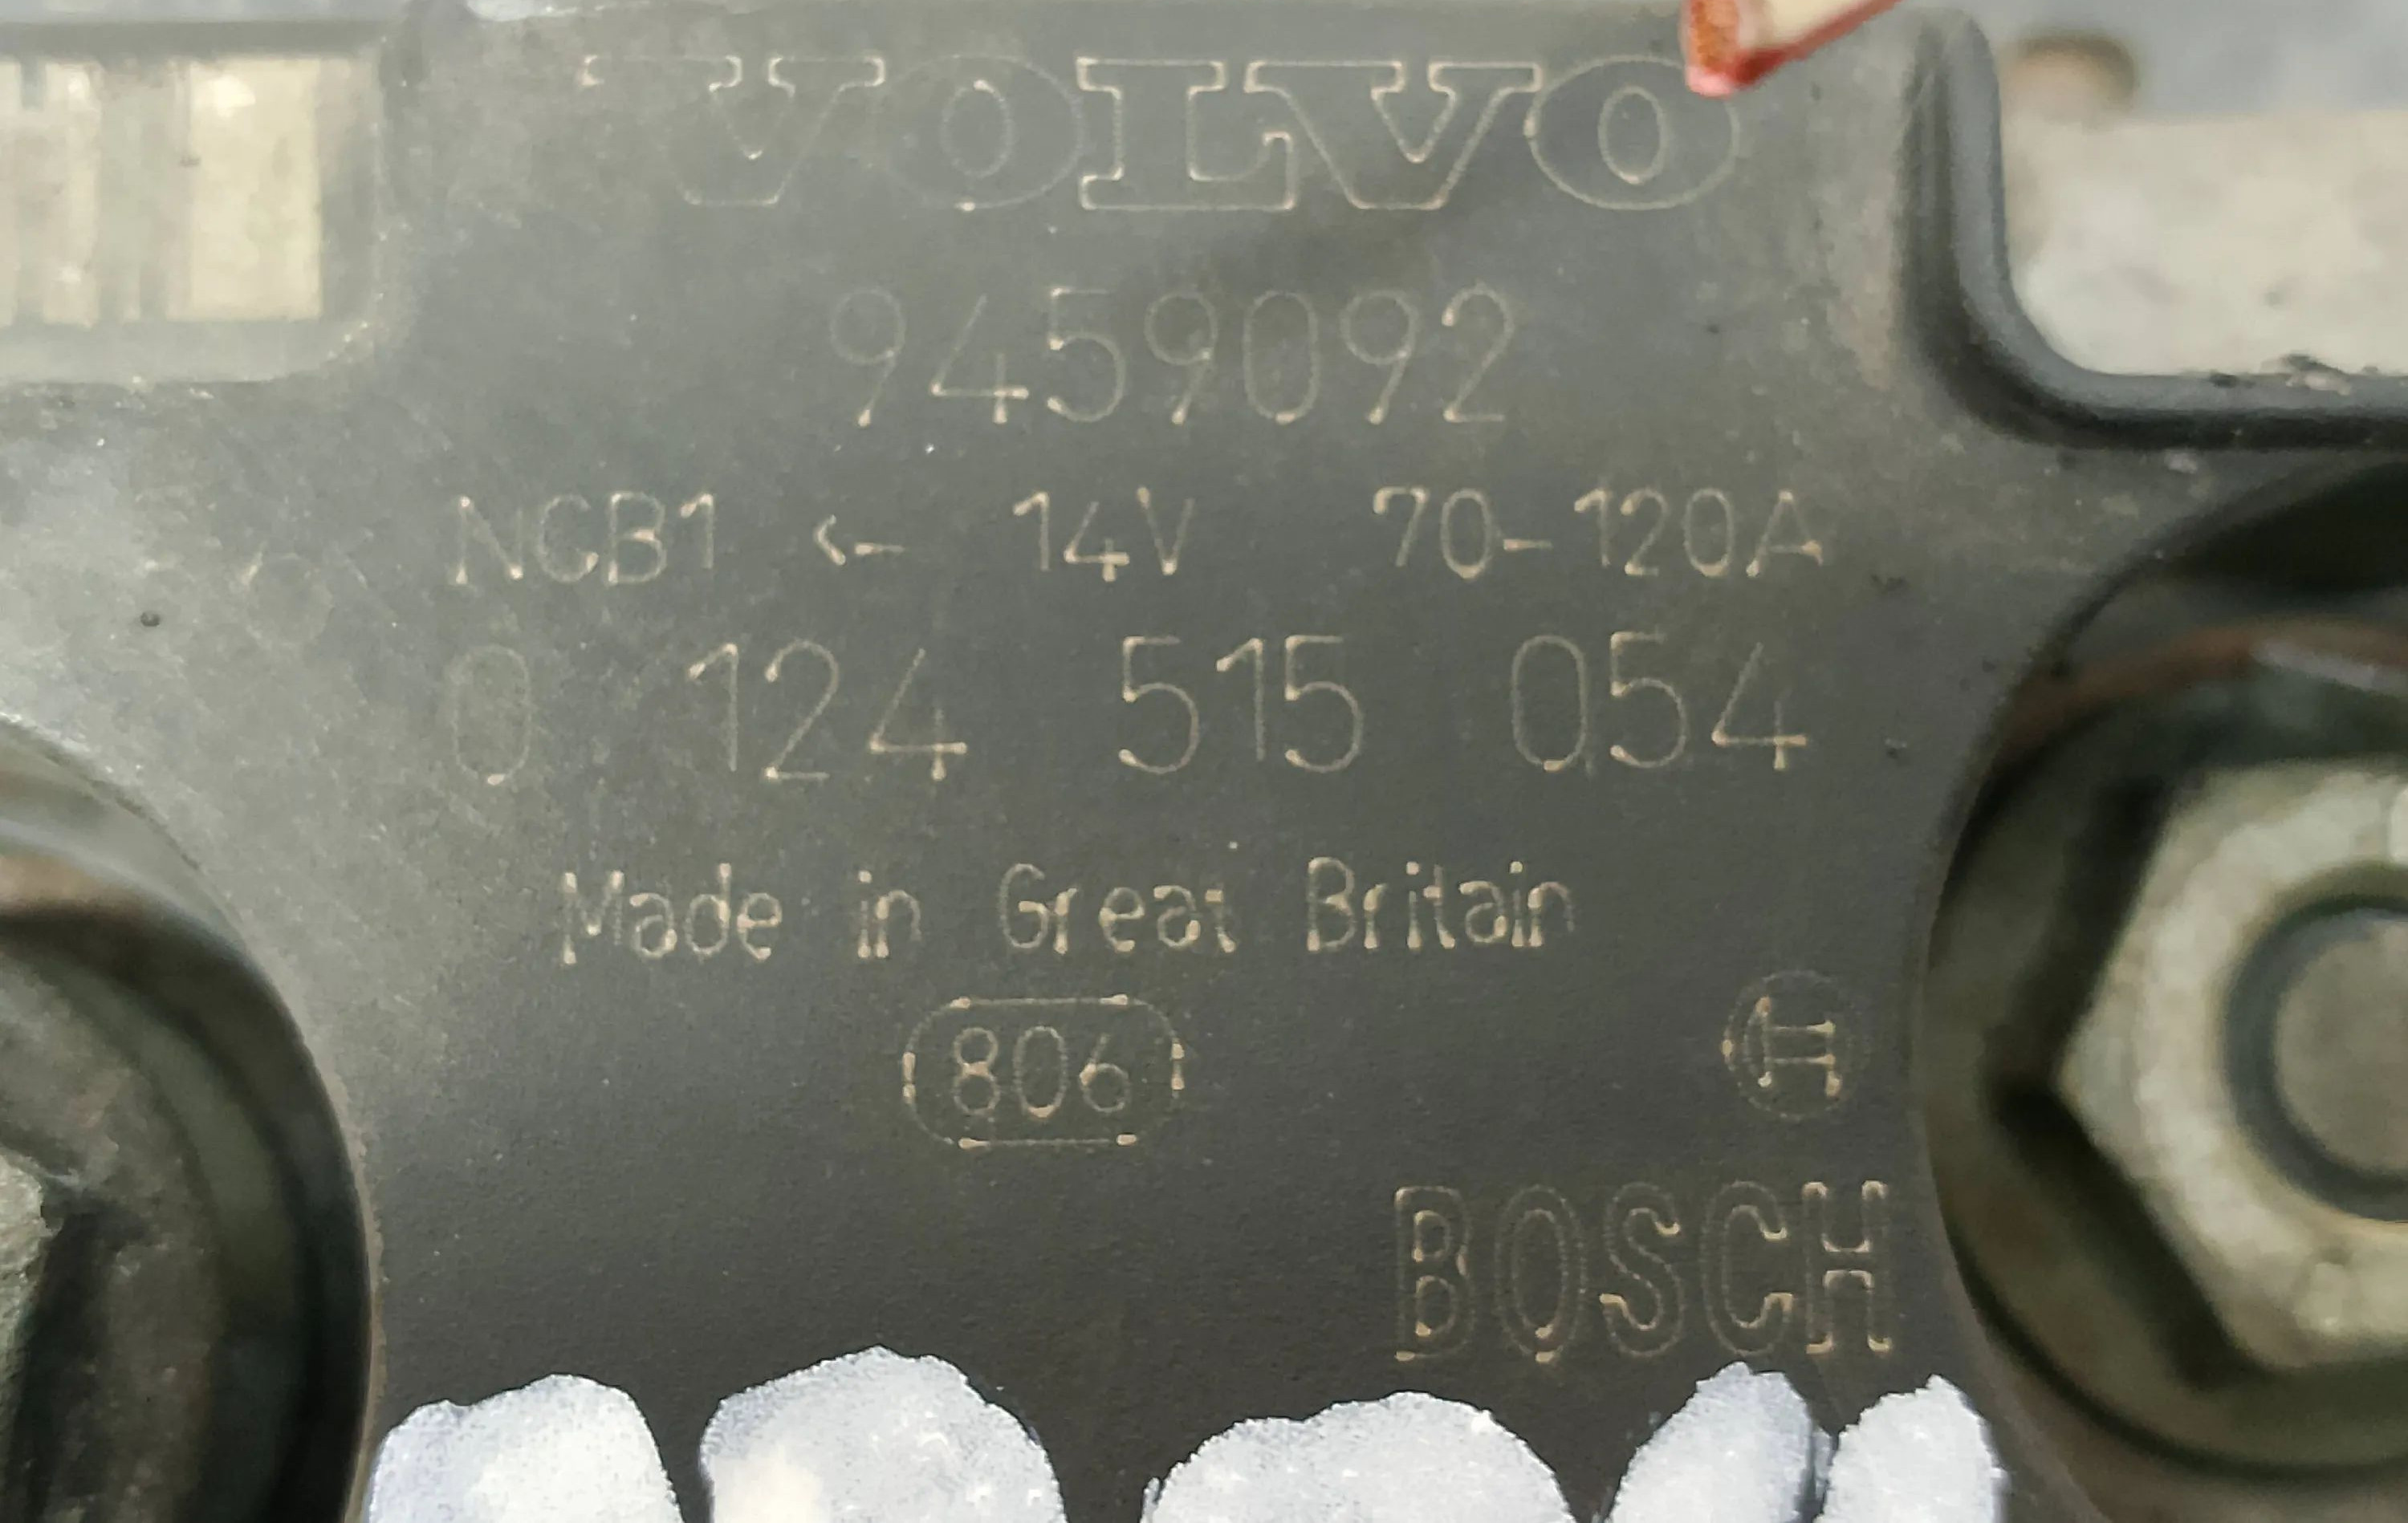 VOLVO
9459092
NCB1 <- 14V 70-120A
0 124 515 054
Made in Great Britain
806
BOSCH